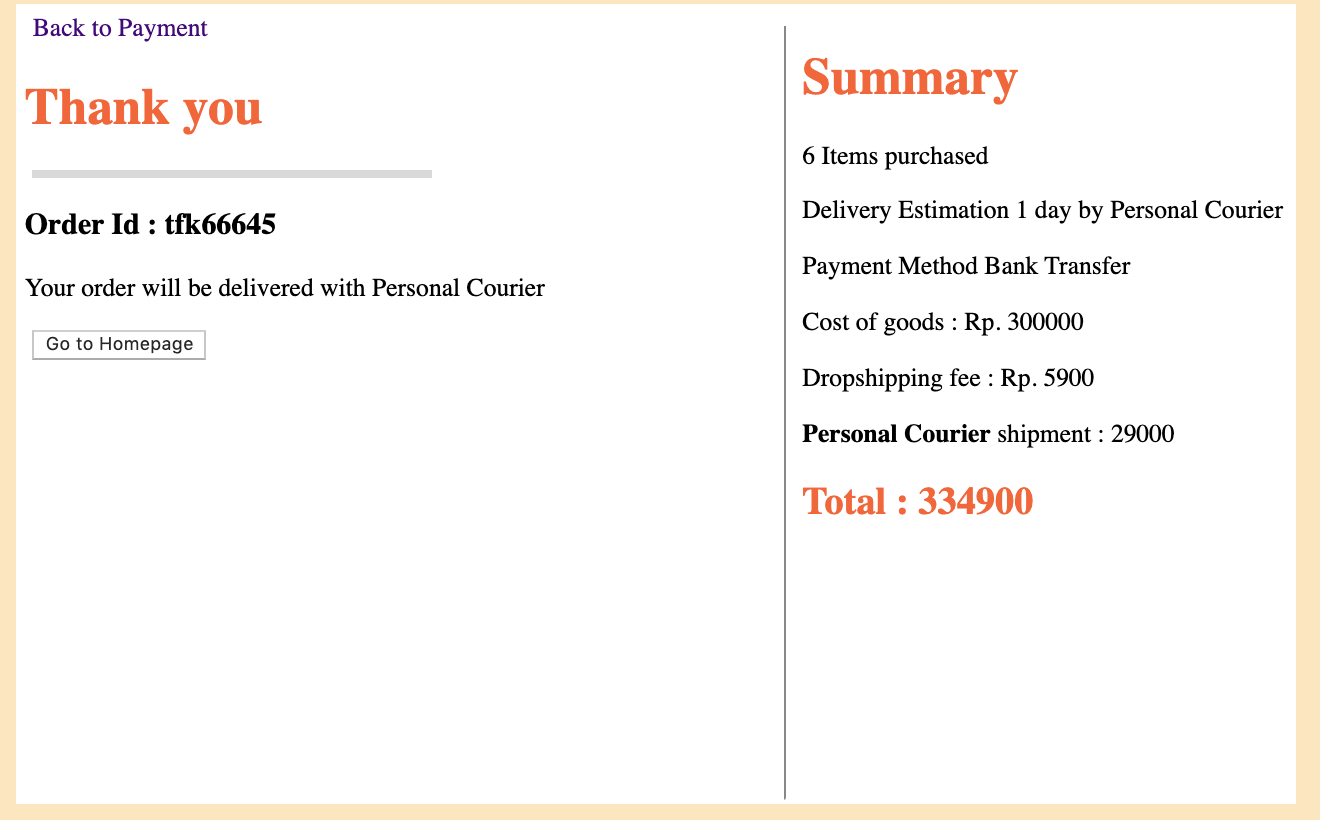 Back to Payment
Thank you
Order Id : tfk66645
Your order will be delivered with Personal Courier
Go to Homepage
Summary
6 Items purchased
Delivery Estimation 1 day by Personal Courier
Payment Method Bank Transfer
Cost of goods : Rp. 300000
Dropshipping fee : Rp. 5900
Personal Courier shipment : 29000
Total : 334900